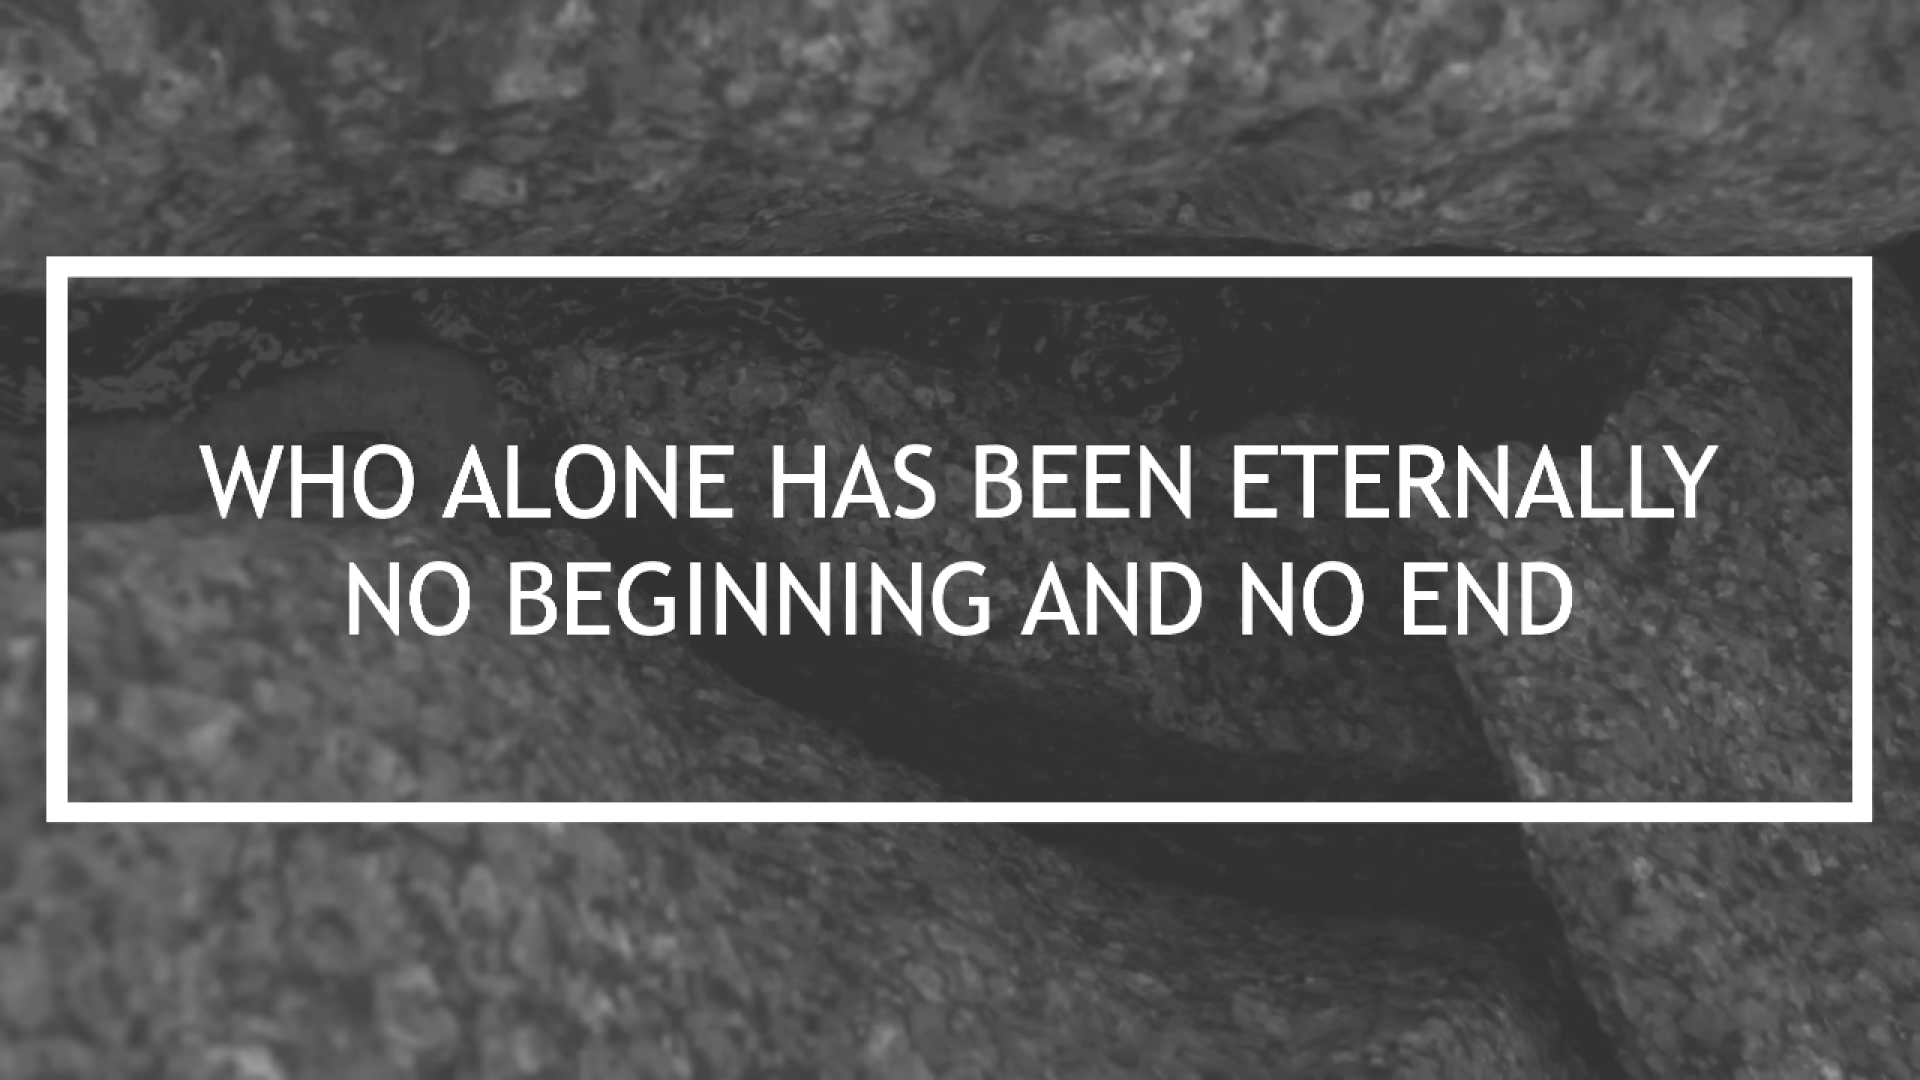 WHO ALONE HAS BEEN ETERNALLY
NO BEGINNING AND NO END